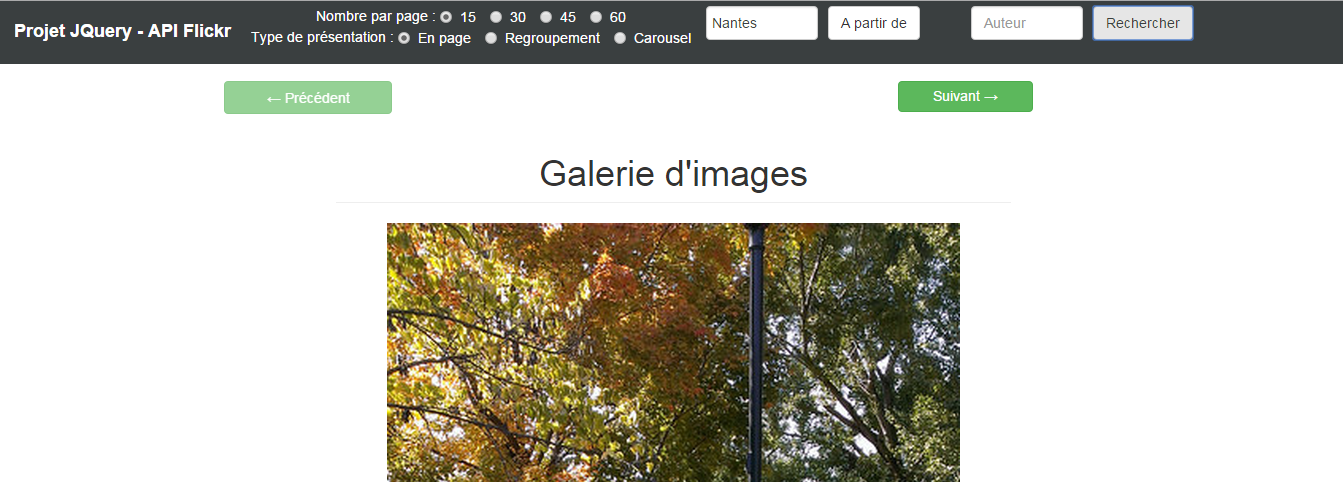 Projet JQuery - API Flickr
Nombre par page : 15 30 45 60
Type de présentation : En page Regroupement Carousel
Nantes
A partir de
Auteur
Rechercher
← Précédent
Suivant →
Galerie d'images